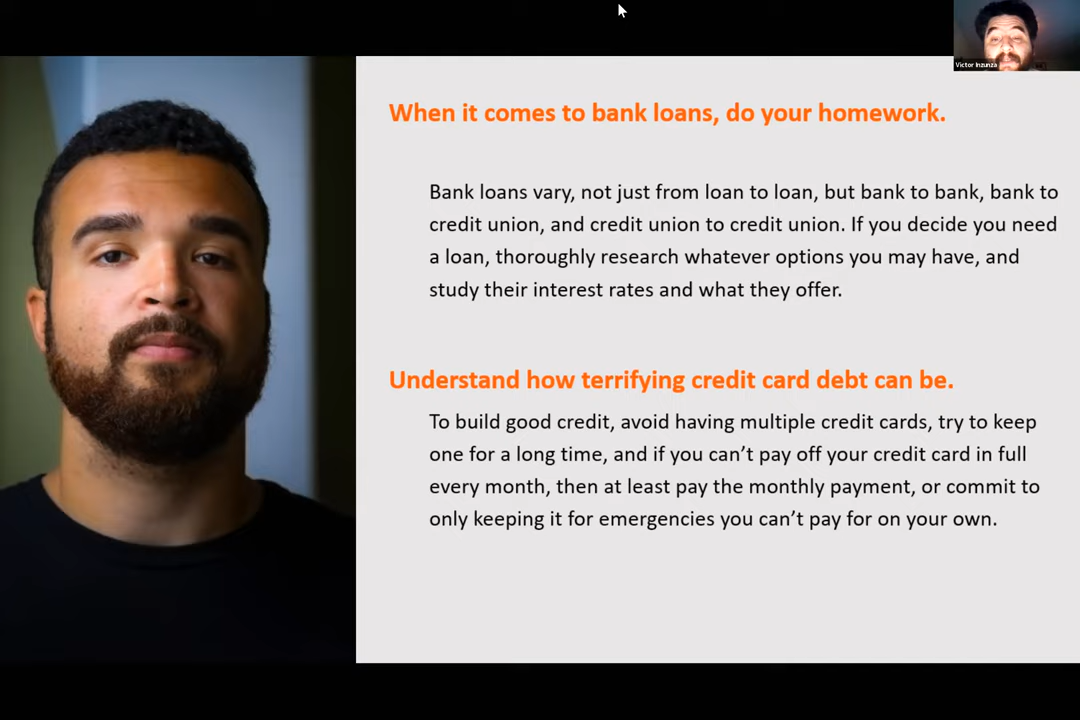 Victor Inzunza
When it comes to bank loans, do your homework.
Bank loans vary, not just from loan to loan, but bank to bank, bank to
credit union, and credit union to credit union. If you decide you need
a loan, thoroughly research whatever options you may have, and
study their interest rates and what they offer.
Understand how terrifying credit card debt can be.
To build good credit, avoid having multiple credit cards, try to keep
one for a long time, and if you can’t pay off your credit card in full
every month, then at least pay the monthly payment, or commit to
only keeping it for emergencies you can’t pay for on your own.